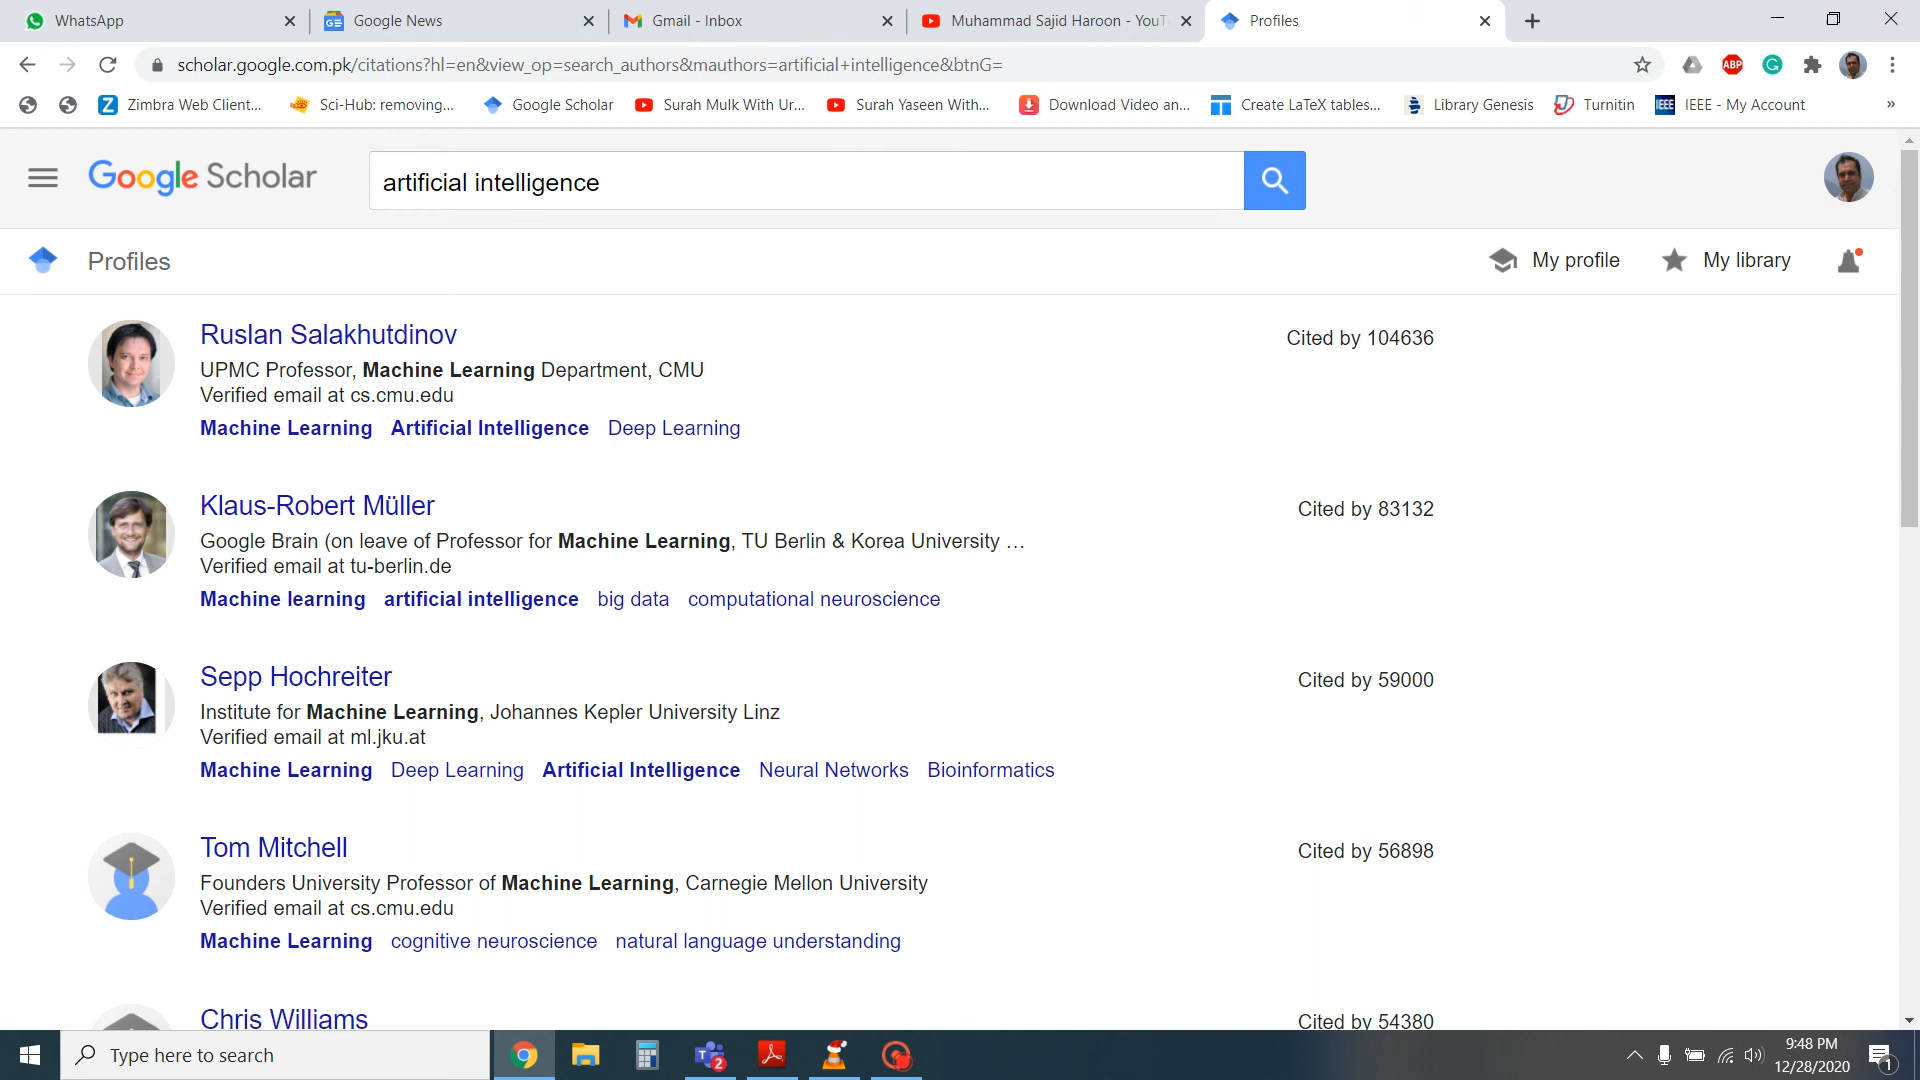 WhatsApp
Google News
Gmail - Inbox
Muhammad Sajid Haroon - YouT
Profiles
scholar.google.com.pk/citations?hl=en&view_op=search_authors&mauthors=artificial+intelligence&btnG=
ABP
Zimbra Web Client...
Sci-Hub: removing...
Google Scholar
Surah Mulk With Ur...
Surah Yaseen With...
Download Video an...
Create LaTeX tables...
Library Genesis
Turnitin
IEEE
IEEE - My Account
»
Google Scholar
artificial intelligence
Profiles
My profile
My library
Ruslan Salakhutdinov
Cited by 104636
UPMC Professor, Machine Learning Department, CMU
Verified email at cs.cmu.edu
Machine Learning Artificial Intelligence Deep Learning
Klaus-Robert Müller
Cited by 83132
Google Brain (on leave of Professor for Machine Learning, TU Berlin & Korea University …
Verified email at tu-berlin.de
Machine learning artificial intelligence big data computational neuroscience
Sepp Hochreiter
Cited by 59000
Institute for Machine Learning, Johannes Kepler University Linz
Verified email at ml.jku.at
Machine Learning Deep Learning Artificial Intelligence Neural Networks Bioinformatics
Tom Mitchell
Cited by 56898
Founders University Professor of Machine Learning, Carnegie Mellon University
Verified email at cs.cmu.edu
Machine Learning cognitive neuroscience natural language understanding
Chris Williams
Cited by 54380
Type here to search
2
9:48 PM
12/28/2020
1